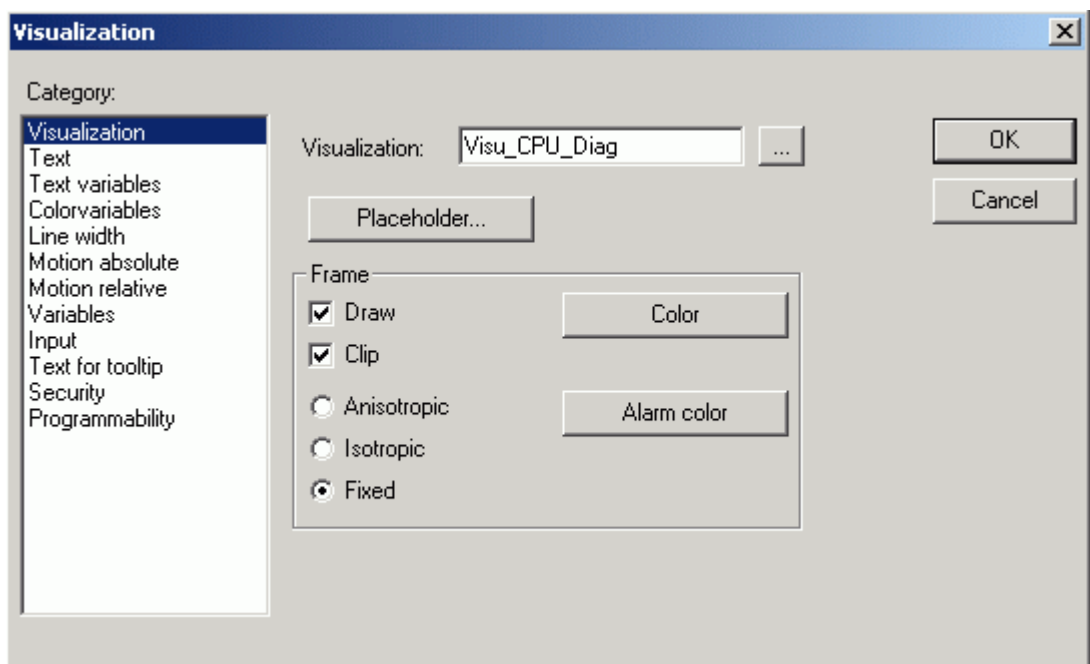 Visualization
Category:
Visualization
Text
Text variables
Colorvariables
Line width
Motion absolute
Motion relative
Variables
Input
Text for tooltip
Security
Programmability
Visualization:
Visu_CPU_Diag
...
Placeholder...
Frame
Draw
Clip
Anisotropic
Isotropic
Fixed
Color
Alarm color
OK
Cancel